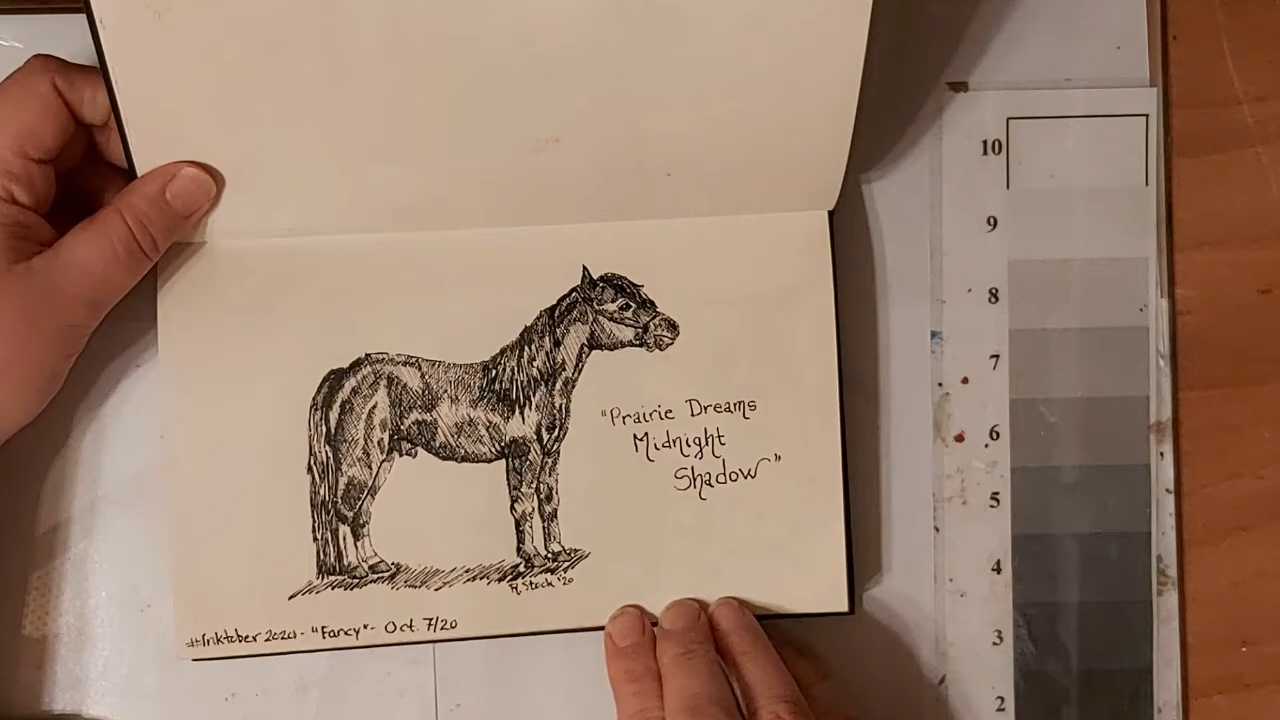 "Prairie Dreams
Midnight
Shadow"
R. Stock '20
#Inktober 2020 - "Fancy" - Oct. 7/20
10
9
8
7
6
5
4
3
2